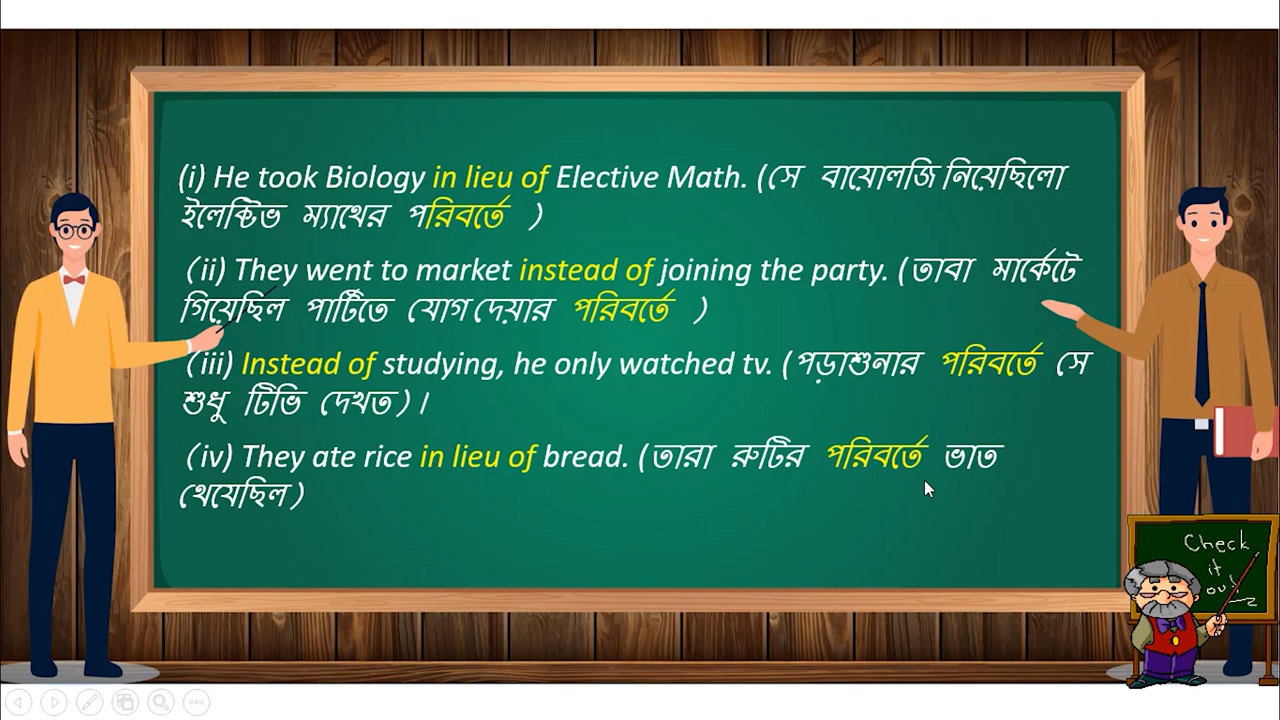 (i) He took Biology in lieu of Elective Math. (সে বায়োলজি নিয়েছিলো
ইলেক্টিভ ম্যাথের পরিবর্তে )
(ii) They went to market instead of joining the party. (তাবা মার্কেটে
গিয়েছিল পার্টিতে যোগ দেয়ার পরিবর্তে )
(iii) Instead of studying, he only watched tv. (পড়াশুনার পরিবর্তে সে
শুধু টিভি দেখত) ।
(iv) They ate rice in lieu of bread. (তারা রুটির পরিবর্তে ভাত
খেয়েছিল)
Check
it
out